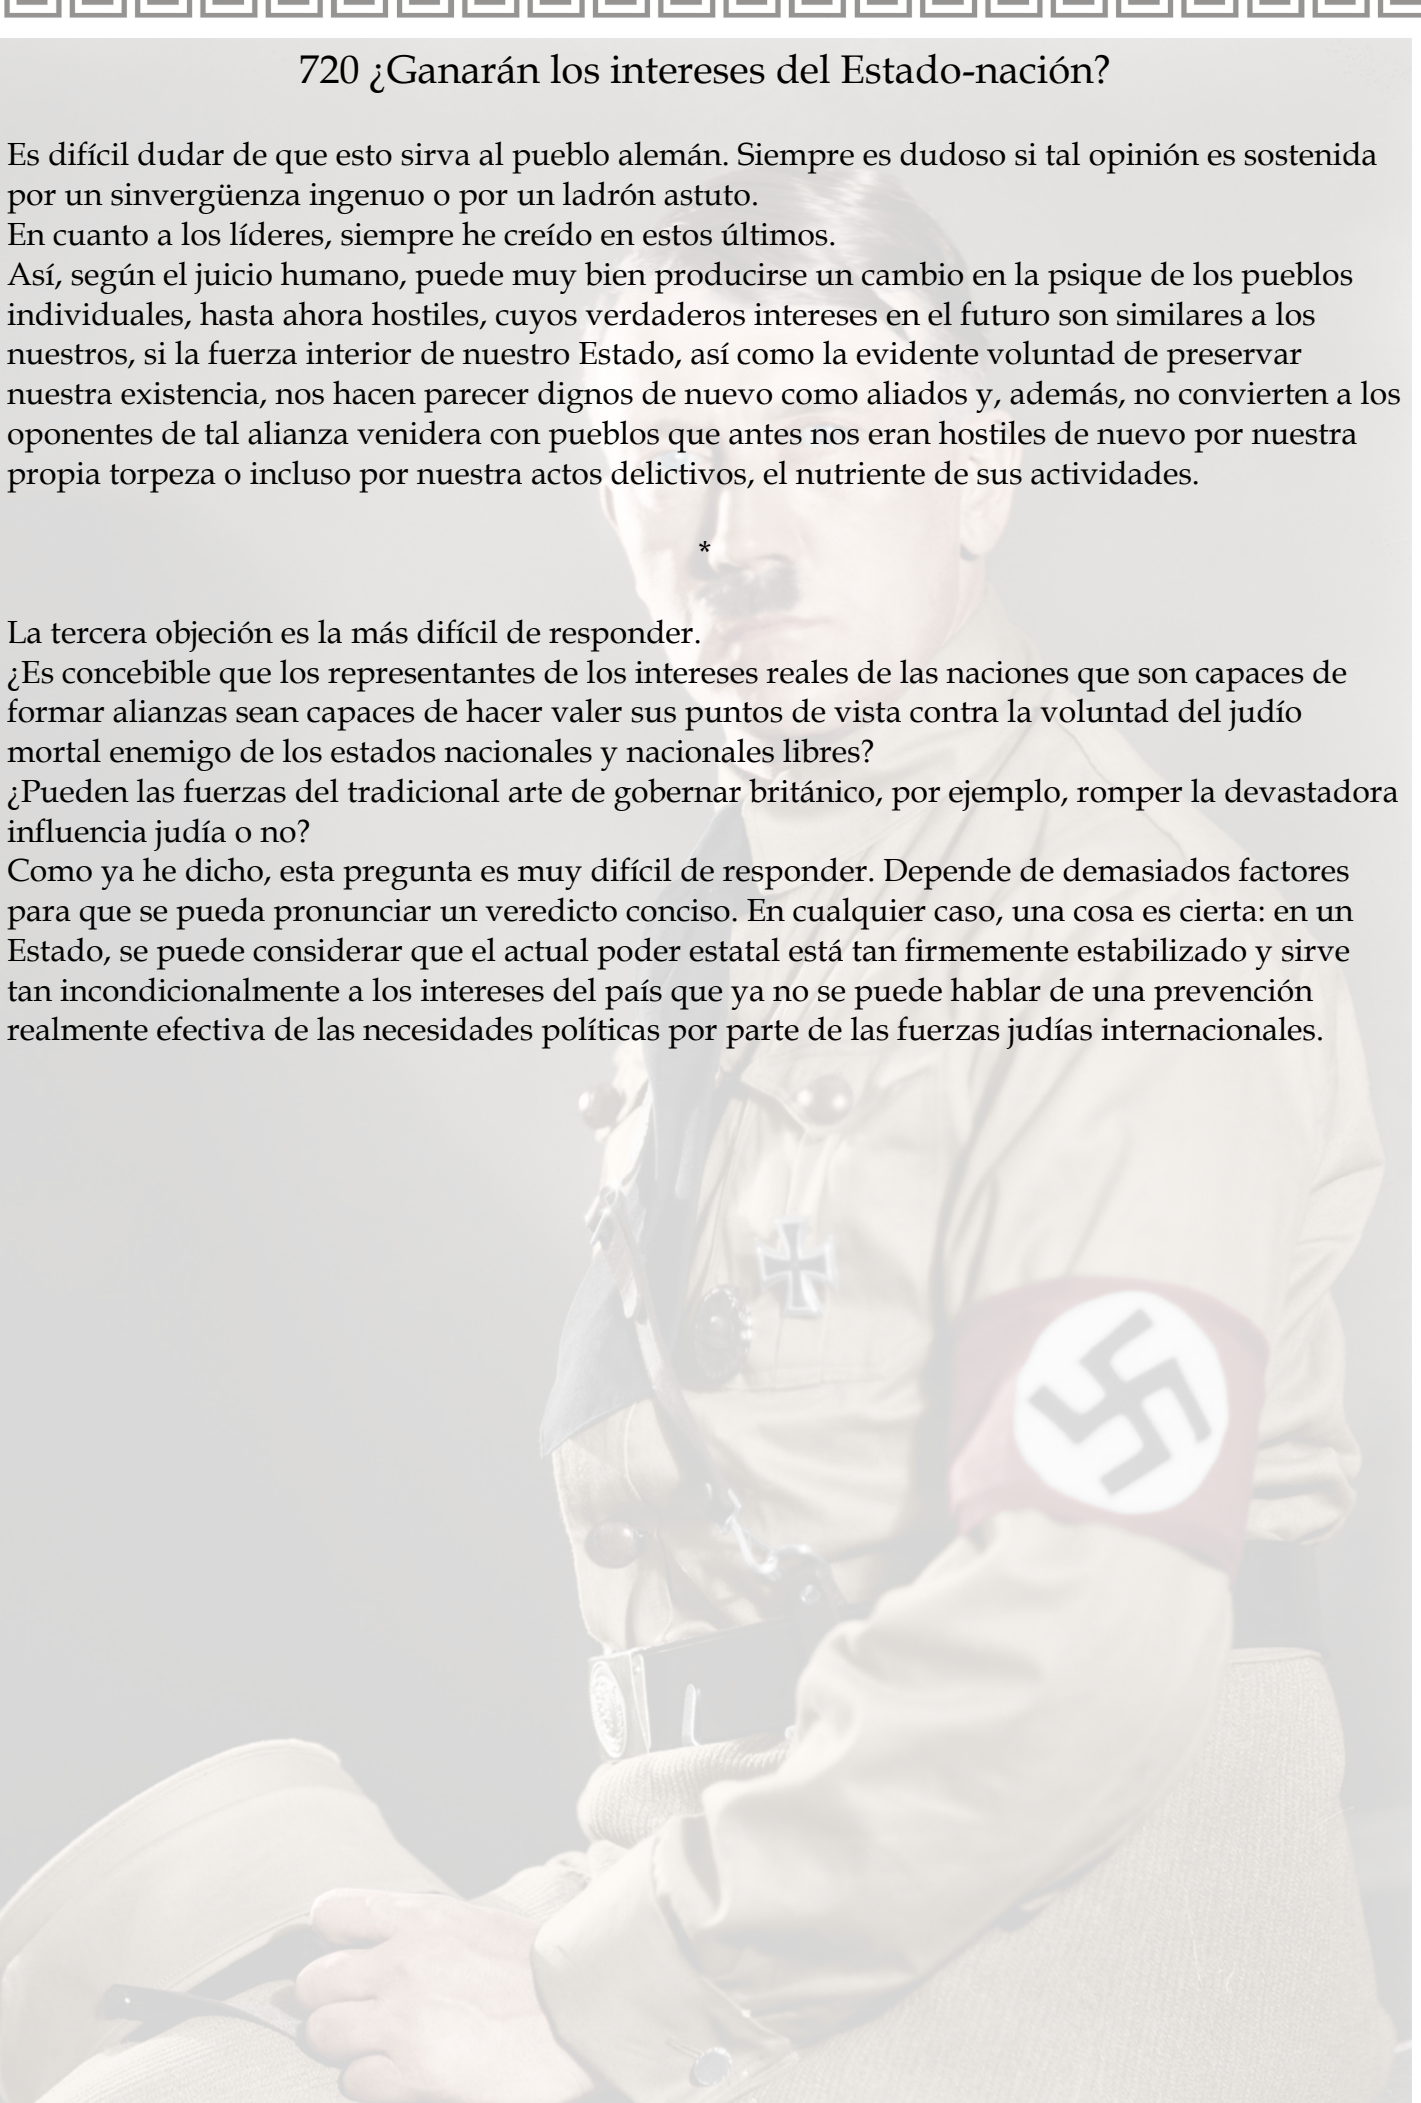 720 ¿Ganarán los intereses del Estado-nación?
Es difícil dudar de que esto sirva al pueblo alemán. Siempre es dudoso si tal opinión es sostenida
por un sinvergüenza ingenuo o por un ladrón astuto.
En cuanto a los líderes, siempre he creído en estos últimos.
Así, según el juicio humano, puede muy bien producirse un cambio en la psique de los pueblos
individuales, hasta ahora hostiles, cuyos verdaderos intereses en el futuro son similares a los
nuestros, si la fuerza interior de nuestro Estado, así como la evidente voluntad de preservar
nuestra existencia, nos hacen parecer dignos de nuevo como aliados y, además, no convierten a los
oponentes de tal alianza venidera con pueblos que antes nos eran hostiles de nuevo por nuestra
propia torpeza o incluso por nuestra actos delictivos, el nutriente de sus actividades.
*
La tercera objeción es la más difícil de responder.
¿Es concebible que los representantes de los intereses reales de las naciones que son capaces de
formar alianzas sean capaces de hacer valer sus puntos de vista contra la voluntad del judío
mortal enemigo de los estados nacionales y nacionales libres?
¿Pueden las fuerzas del tradicional arte de gobernar británico, por ejemplo, romper la devastadora
influencia judía o no?
Como ya he dicho, esta pregunta es muy difícil de responder. Depende de demasiados factores
para que se pueda pronunciar un veredicto conciso. En cualquier caso, una cosa es cierta: en un
Estado, se puede considerar que el actual poder estatal está tan firmemente estabilizado y sirve
tan incondicionalmente a los intereses del país que ya no se puede hablar de una prevención
realmente efectiva de las necesidades políticas por parte de las fuerzas judías internacionales.